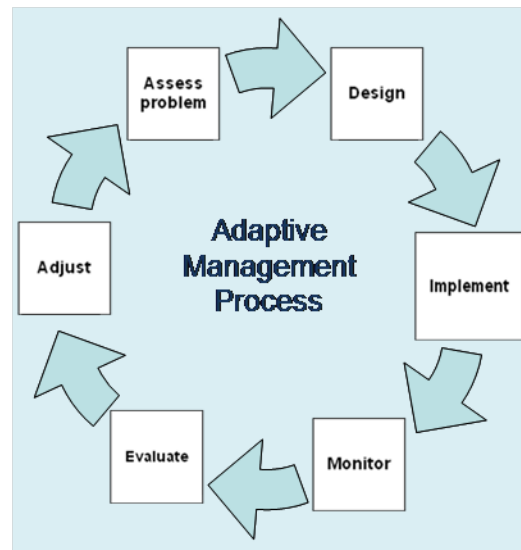 Assess
problem
Design
Adaptive
Management
Process
Adjust
Implement
Evaluate
Monitor